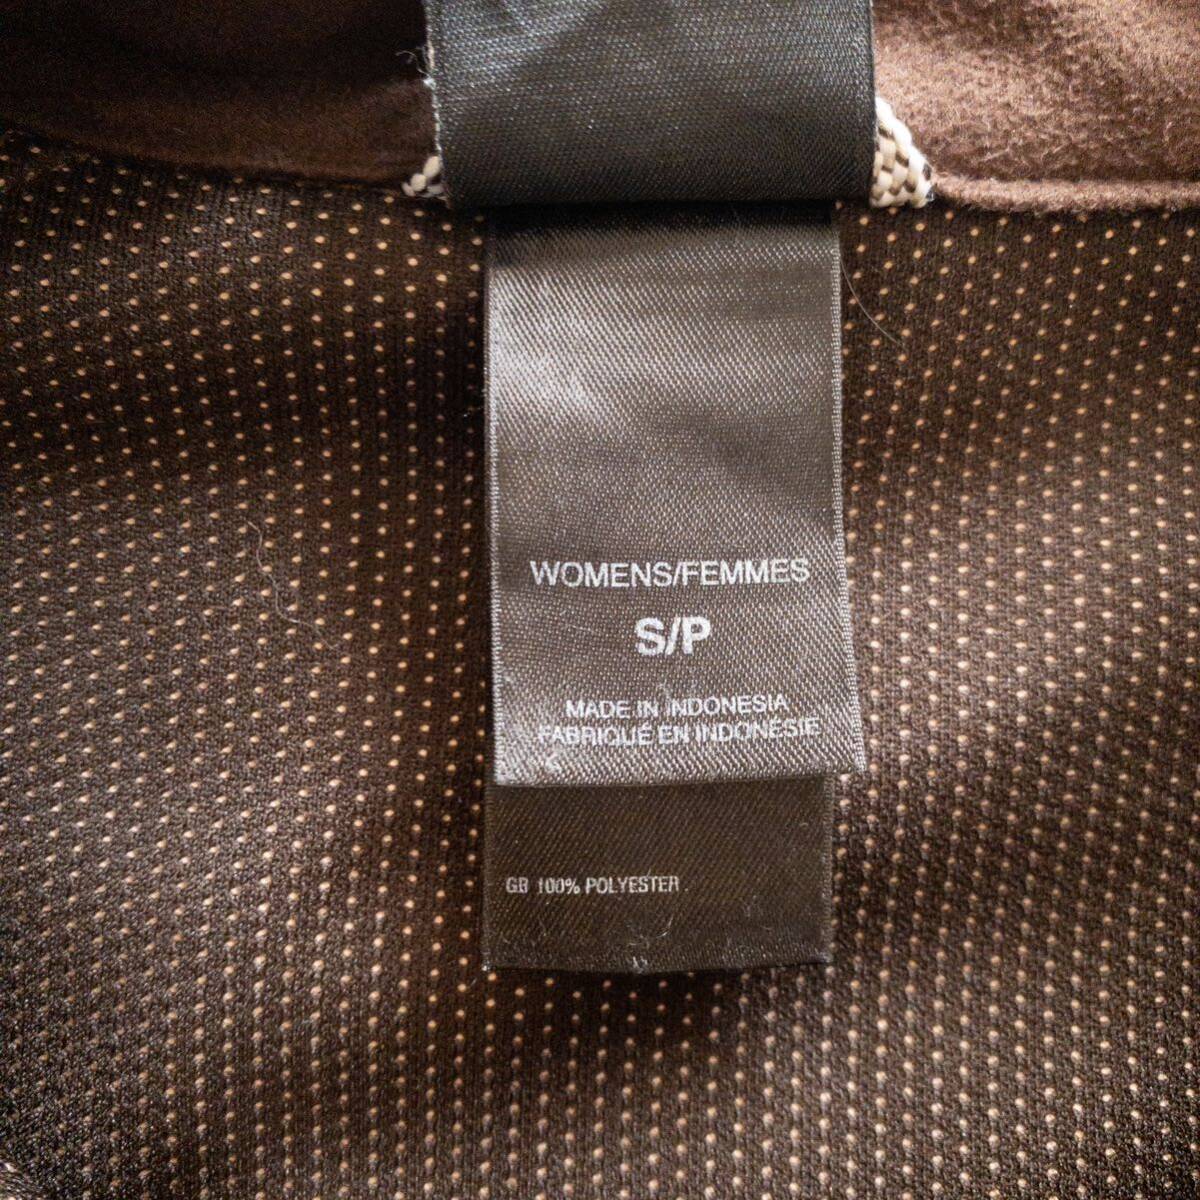 WOMENS/FEMMES
S/P
MADE IN INDONESIA
FABRIQUÉ EN INDONÉSIE
GB 100% POLYESTER